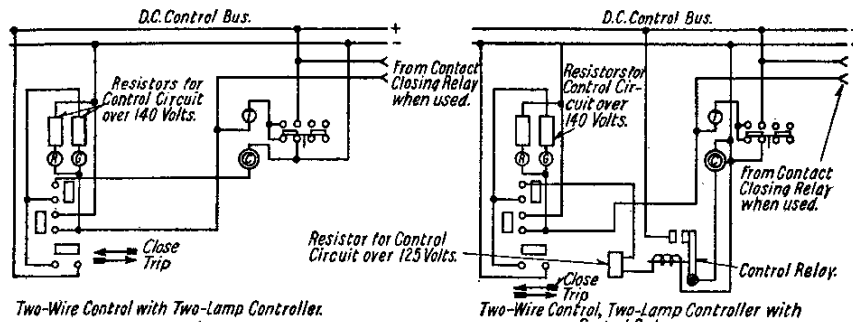 D.C. Control Bus.
+
−
Resistors for
Control Circuit
over 140 Volts.
From Contact
Closing Relay
when used.
R
G
C
Close
Trip
Two-Wire Control with Two-Lamp Controller.
D.C. Control Bus.
+
−
Resistors for
Control Cir-
cuit over
140 Volts.
R
G
C
From Contact
Closing Relay
when used.
Resistor for Control
Circuit over 125 Volts.
Control Relay.
Close
Trip
Two-Wire Control, Two-Lamp Controller with